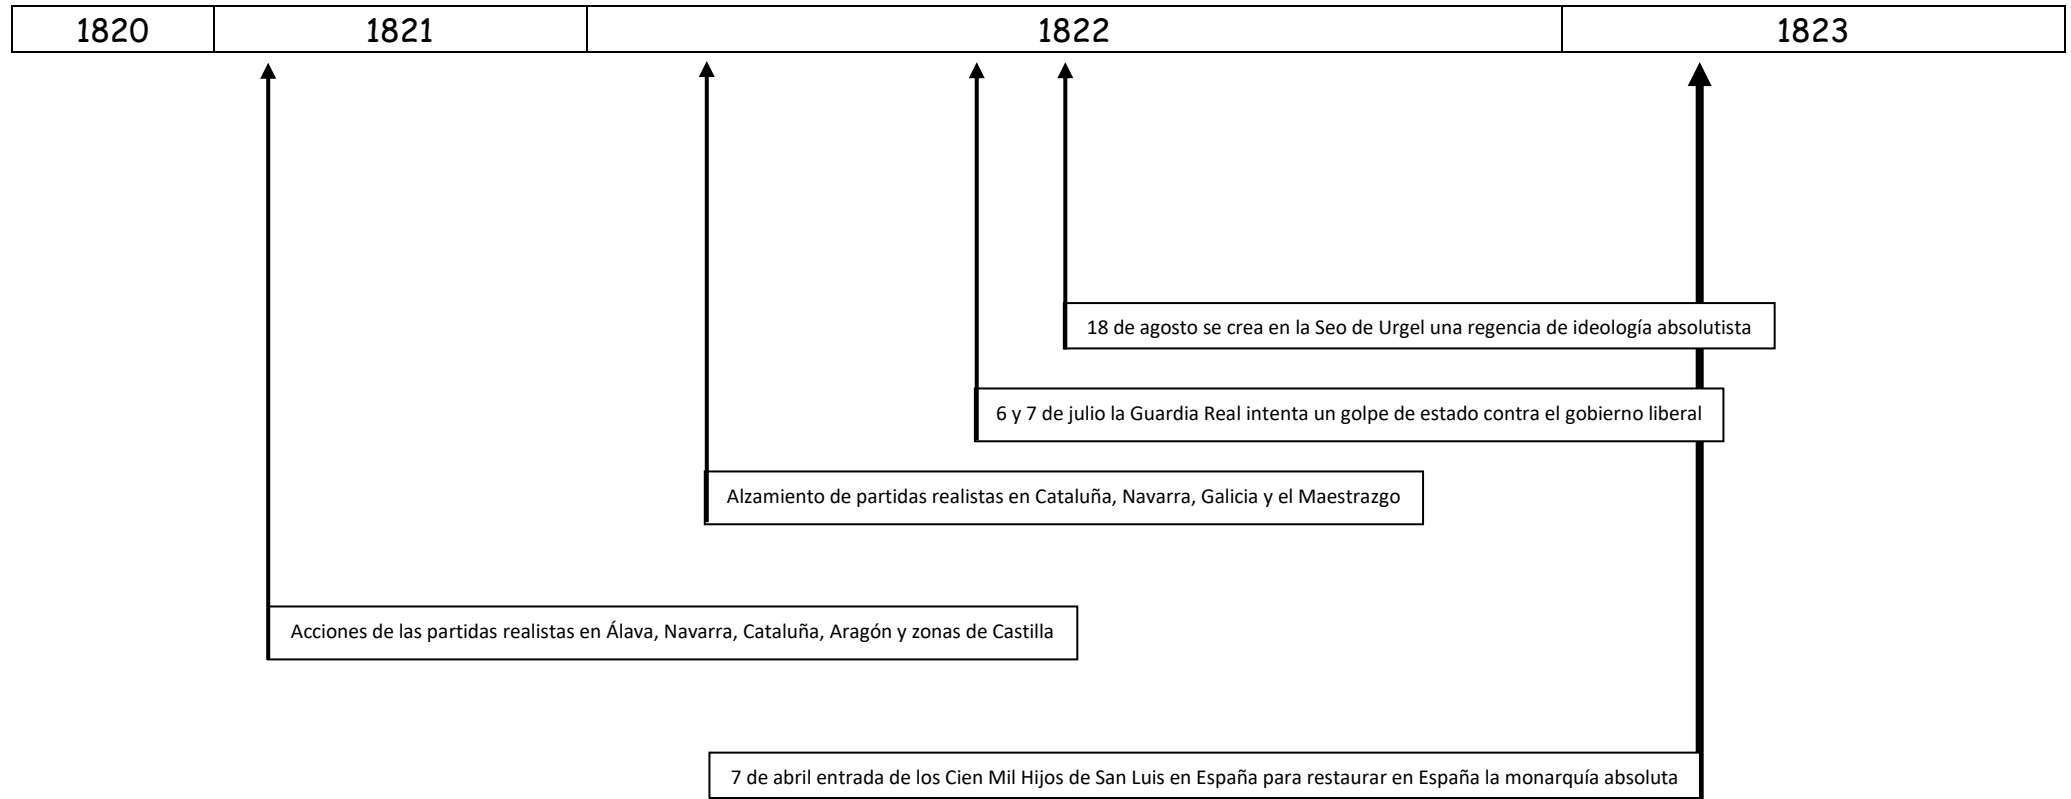 1820 1821 1822 1823
18 de agosto se crea en la Seo de Urgel una regencia de ideología absolutista
6 y 7 de julio la Guardia Real intenta un golpe de estado contra el gobierno liberal
Alzamiento de partidas realistas en Cataluña, Navarra, Galicia y el Maestrazgo
Acciones de las partidas realistas en Álava, Navarra, Cataluña, Aragón y zonas de Castilla
7 de abril entrada de los Cien Mil Hijos de San Luis en España para restaurar en España la monarquía absoluta